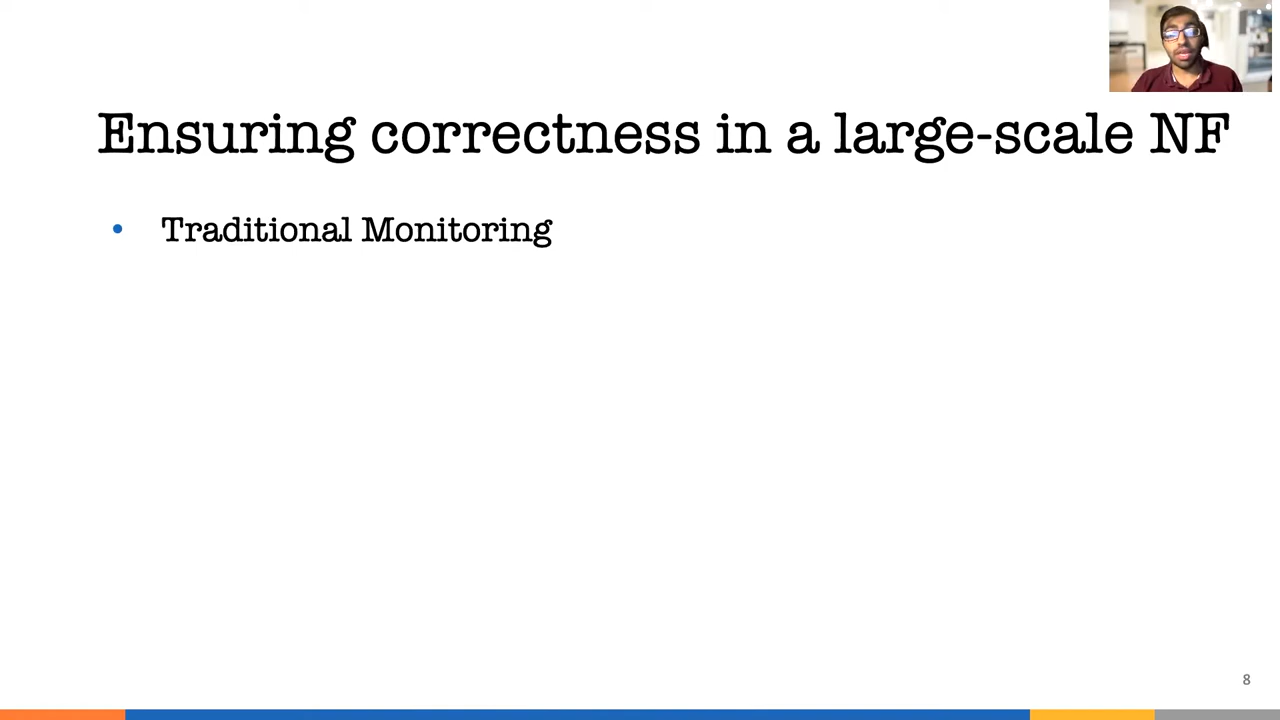 Ensuring correctness in a large-scale NF
• Traditional Monitoring
8